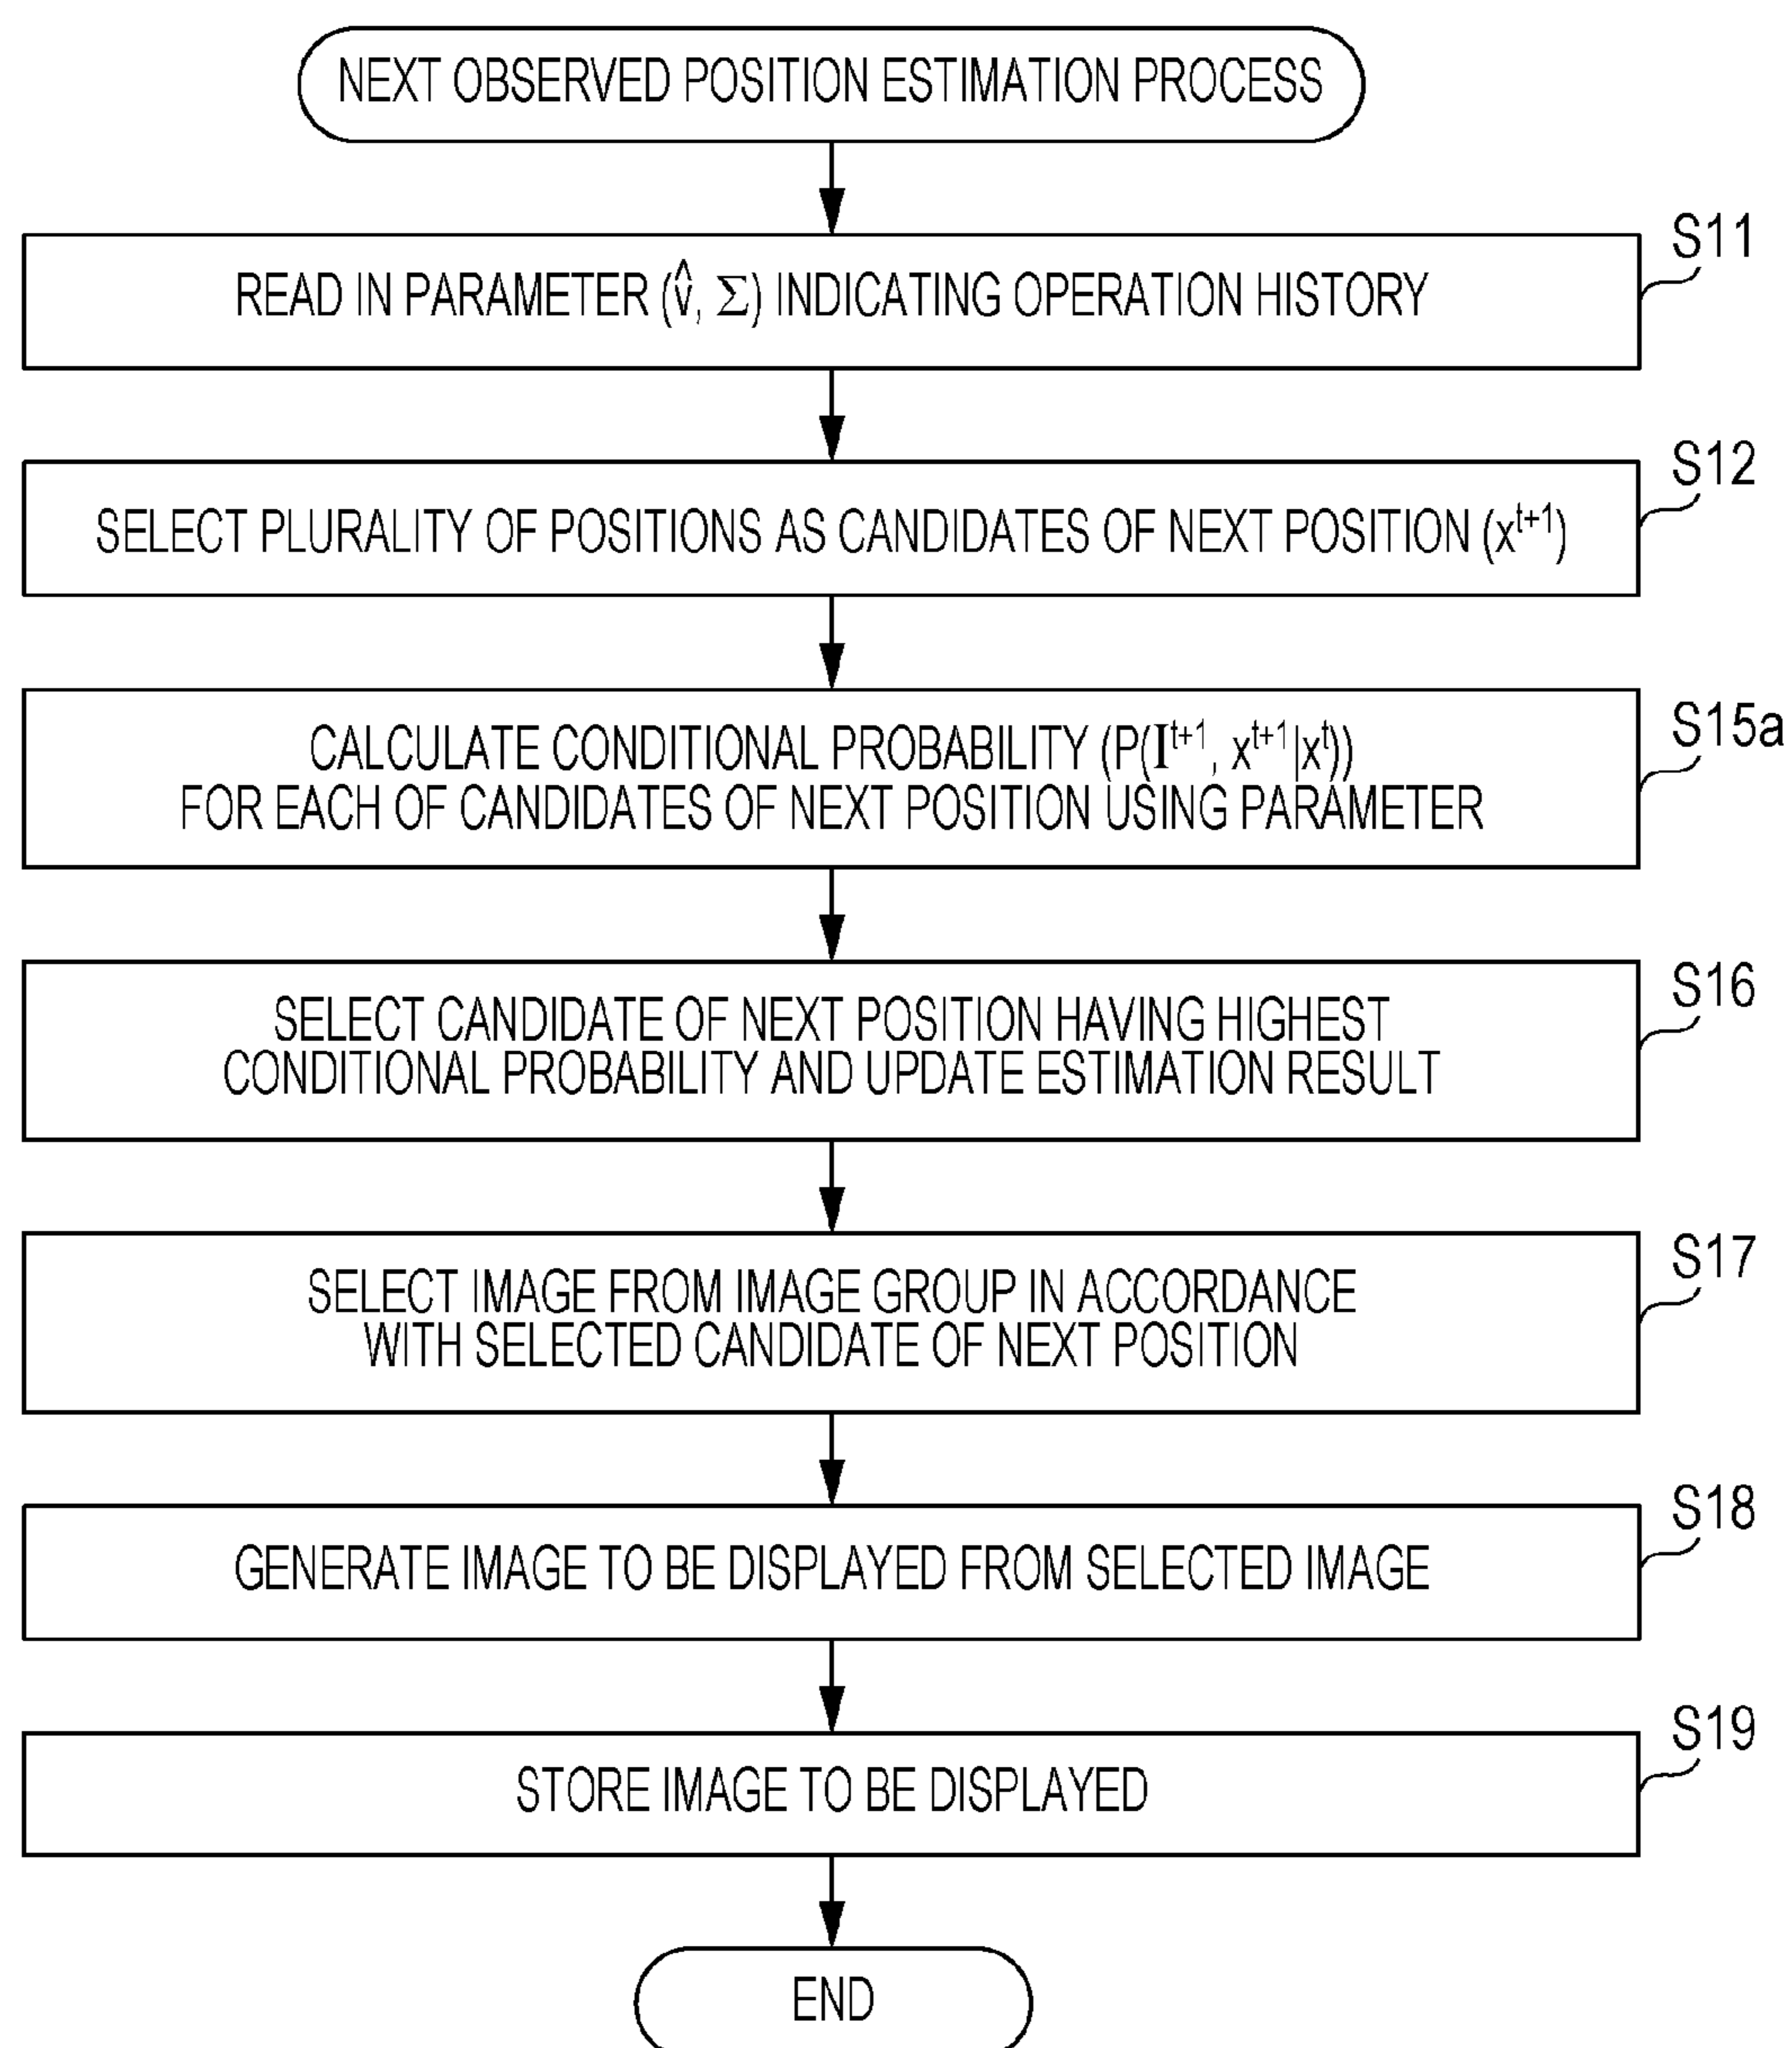 NEXT OBSERVED POSITION ESTIMATION PROCESS
S11
READ IN PARAMETER (v̂, Σ) INDICATING OPERATION HISTORY
S12
SELECT PLURALITY OF POSITIONS AS CANDIDATES OF NEXT POSITION (xᵗ⁺¹)
S15a
CALCULATE CONDITIONAL PROBABILITY (P(Iᵗ⁺¹, xᵗ⁺¹|xᵗ))
FOR EACH OF CANDIDATES OF NEXT POSITION USING PARAMETER
S16
SELECT CANDIDATE OF NEXT POSITION HAVING HIGHEST
CONDITIONAL PROBABILITY AND UPDATE ESTIMATION RESULT
S17
SELECT IMAGE FROM IMAGE GROUP IN ACCORDANCE
WITH SELECTED CANDIDATE OF NEXT POSITION
S18
GENERATE IMAGE TO BE DISPLAYED FROM SELECTED IMAGE
S19
STORE IMAGE TO BE DISPLAYED
END